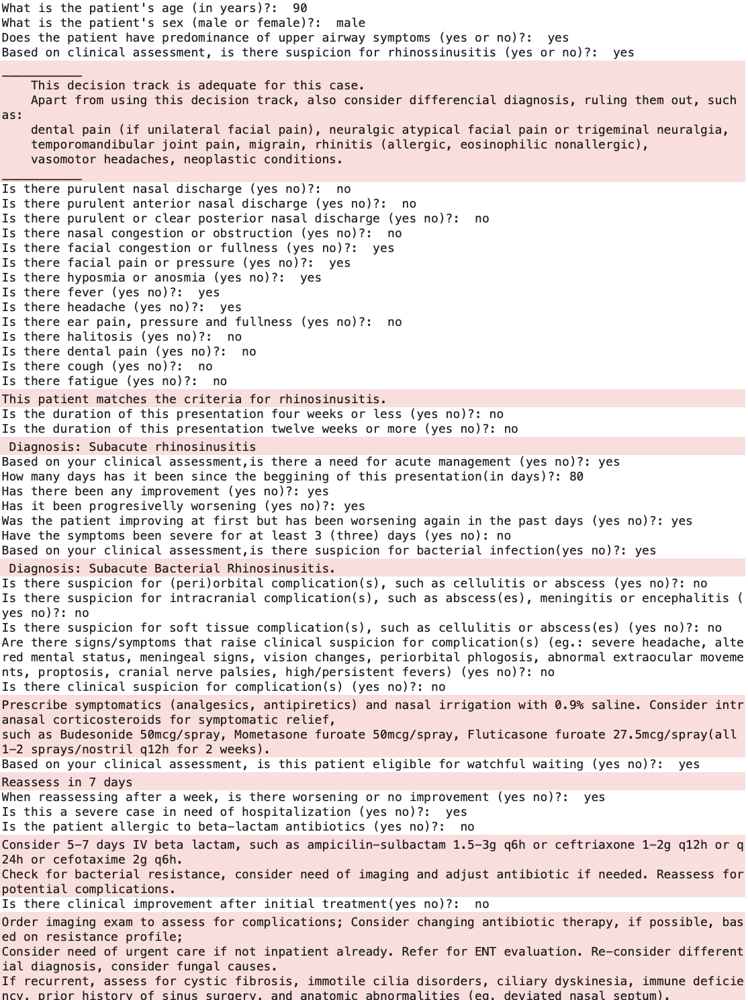 What is the patient's age (in years)?:  90
What is the patient's sex (male or female)?:  male
Does the patient have predominance of upper airway symptoms (yes or no)?:  yes
Based on clinical assessment, is there suspicion for rhinossinusitis (yes or no)?:  yes
___________
    This decision track is adequate for this case.
    Apart from using this decision track, also consider differencial diagnosis, ruling them out, such
as:
    dental pain (if unilateral facial pain), neuralgic atypical facial pain or trigeminal neuralgia,
    temporomandibular joint pain, migrain, rhinitis (allergic, eosinophilic nonallergic),
    vasomotor headaches, neoplastic conditions.
___________
Is there purulent nasal discharge (yes no)?:  no
Is there purulent anterior nasal discharge (yes no)?:  no
Is there purulent or clear posterior nasal discharge (yes no)?:  no
Is there nasal congestion or obstruction (yes no)?:  no
Is there facial congestion or fullness (yes no)?:  yes
Is there facial pain or pressure (yes no)?:  yes
Is there hyposmia or anosmia (yes no)?:  yes
Is there fever (yes no)?:  yes
Is there headache (yes no)?:  yes
Is there ear pain, pressure and fullness (yes no)?:  no
Is there halitosis (yes no)?:  no
Is there dental pain (yes no)?:  no
Is there cough (yes no)?:  no
Is there fatigue (yes no)?:  no
This patient matches the criteria for rhinosinusitis.
Is the duration of this presentation four weeks or less (yes no)?: no
Is the duration of this presentation twelve weeks or more (yes no)?: no
 Diagnosis: Subacute rhinosinusitis
Based on your clinical assessment,is there a need for acute management (yes no)?: yes
How many days has it been since the beggining of this presentation(in days)?: 80
Has there been any improvement (yes no)?: yes
Has it been progresivelly worsening (yes no)?: yes
Was the patient improving at first but has been worsening again in the past days (yes no)?: yes
Have the symptoms been severe for at least 3 (three) days (yes no): no
Based on your clinical assessment,is there suspicion for bacterial infection(yes no)?: yes
 Diagnosis: Subacute Bacterial Rhinosinusitis.
Is there suspicion for (peri)orbital complication(s), such as cellulitis or abscess (yes no)?: no
Is there suspicion for intracranial complication(s), such as abscess(es), meningitis or encephalitis (
yes no)?: no
Is there suspicion for soft tissue complication(s), such as cellulitis or abscess(es) (yes no)?: no
Are there signs/symptoms that raise clinical suspicion for complication(s) (eg.: severe headache, alte
red mental status, meningeal signs, vision changes, periorbital phlogosis, abnormal extraocular moveme
nts, proptosis, cranial nerve palsies, high/persistent fevers) (yes no)?: no
Is there clinical suspicion for complication(s) (yes no)?: no
Prescribe symptomatics (analgesics, antipiretics) and nasal irrigation with 0.9% saline. Consider intr
anasal corticosteroids for symptomatic relief,
such as Budesonide 50mcg/spray, Mometasone furoate 50mcg/spray, Fluticasone furoate 27.5mcg/spray(all
1-2 sprays/nostril q12h for 2 weeks).
Based on your clinical assessment, is this patient eligible for watchful waiting (yes no)?:  yes
Reassess in 7 days
When reassessing after a week, is there worsening or no improvement (yes no)?:  yes
Is this a severe case in need of hospitalization (yes no)?:  yes
Is the patient allergic to beta-lactam antibiotics (yes no)?:  no
Consider 5-7 days IV beta lactam, such as ampicilin-sulbactam 1.5-3g q6h or ceftriaxone 1-2g q12h or q
24h or cefotaxime 2g q6h.
Check for bacterial resistance, consider need of imaging and adjust antibiotic if needed. Reassess for
potential complications.
Is there clinical improvement after initial treatment(yes no)?:  no
Order imaging exam to assess for complications; Consider changing antibiotic therapy, if possible, bas
ed on resistance profile;
Consider need of urgent care if not inpatient already. Refer for ENT evaluation. Re-consider different
ial diagnosis, consider fungal causes.
If recurrent, assess for cystic fibrosis, immotile cilia disorders, ciliary dyskinesia, immune deficie
ncy, prior history of sinus surgery, and anatomic abnormalities (eg. deviated nasal septum).